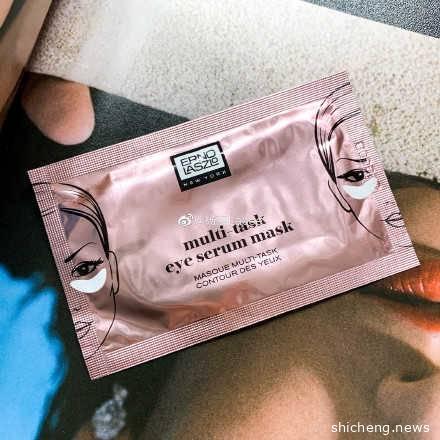 ERNO
LASZLO
NEW YORK
multi-task
eye serum mask
MASQUE MULTI-TASK
CONTOUR DES YEUX
shicheng.news